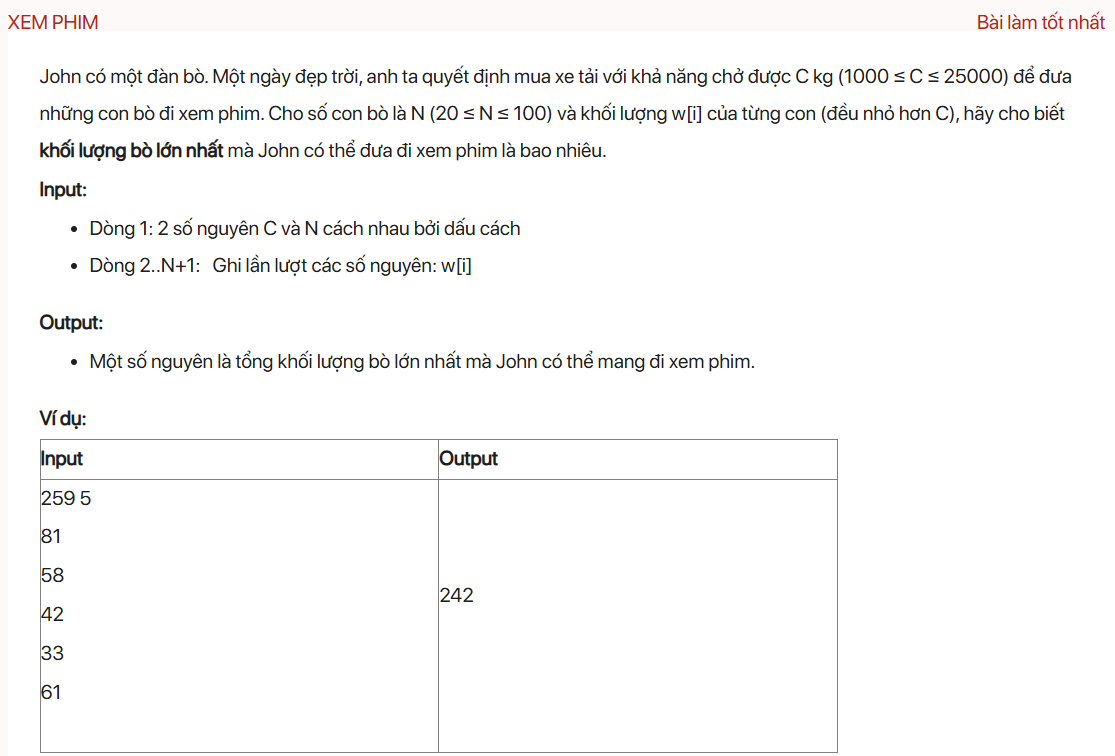 XEM PHIM
Bài làm tốt nhất
John có một đàn bò. Một ngày đẹp trời, anh ta quyết định mua xe tải với khả năng chở được C kg (1000 ≤ C ≤ 25000) để đưa
những con bò đi xem phim. Cho số con bò là N (20 ≤ N ≤ 100) và khối lượng w[i] của từng con (đều nhỏ hơn C), hãy cho biết
khối lượng bò lớn nhất mà John có thể đưa đi xem phim là bao nhiêu.
Input:
• Dòng 1: 2 số nguyên C và N cách nhau bởi dấu cách
• Dòng 2..N+1: Ghi lần lượt các số nguyên: w[i]
Output:
• Một số nguyên là tổng khối lượng bò lớn nhất mà John có thể mang đi xem phim.
Ví dụ:
Input
Output
259 5
81
58
42
33
61
242